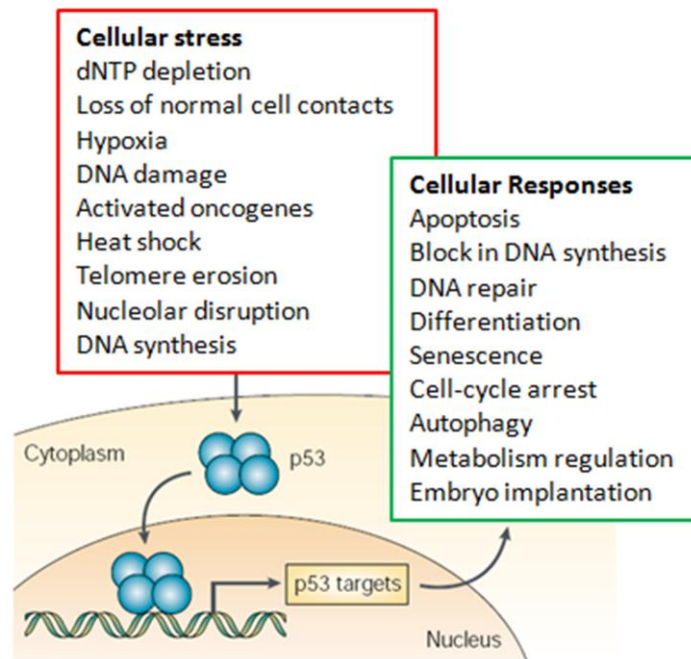 Cellular stress
dNTP depletion
Loss of normal cell contacts
Hypoxia
DNA damage
Activated oncogenes
Heat shock
Telomere erosion
Nucleolar disruption
DNA synthesis
Cellular Responses
Apoptosis
Block in DNA synthesis
DNA repair
Differentiation
Senescence
Cell-cycle arrest
Autophagy
Metabolism regulation
Embryo implantation
Cytoplasm
p53
p53 targets
Nucleus